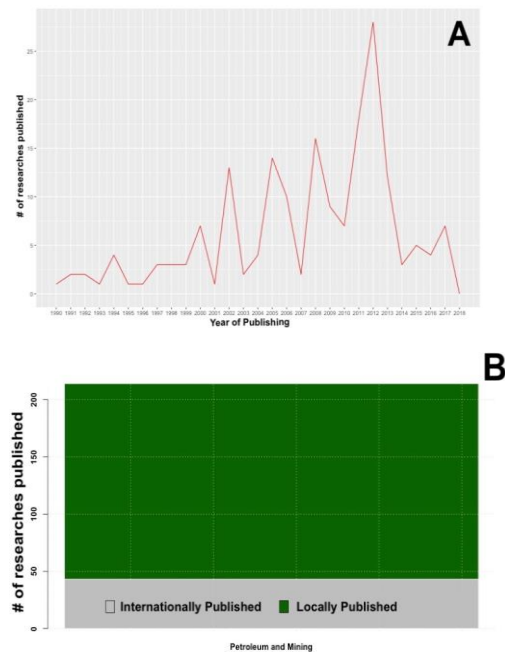 A
# of researches published
25
20
15
10
5
0
1990 1991 1992 1993 1994 1995 1996 1997 1998 1999 2000 2001 2002 2003 2004 2005 2006 2007 2008 2009 2010 2011 2012 2013 2014 2015 2016 2017 2018
Year of Publishing
B
# of researches published
200
150
100
50
0
Internationally Published Locally Published
Petroleum and Mining